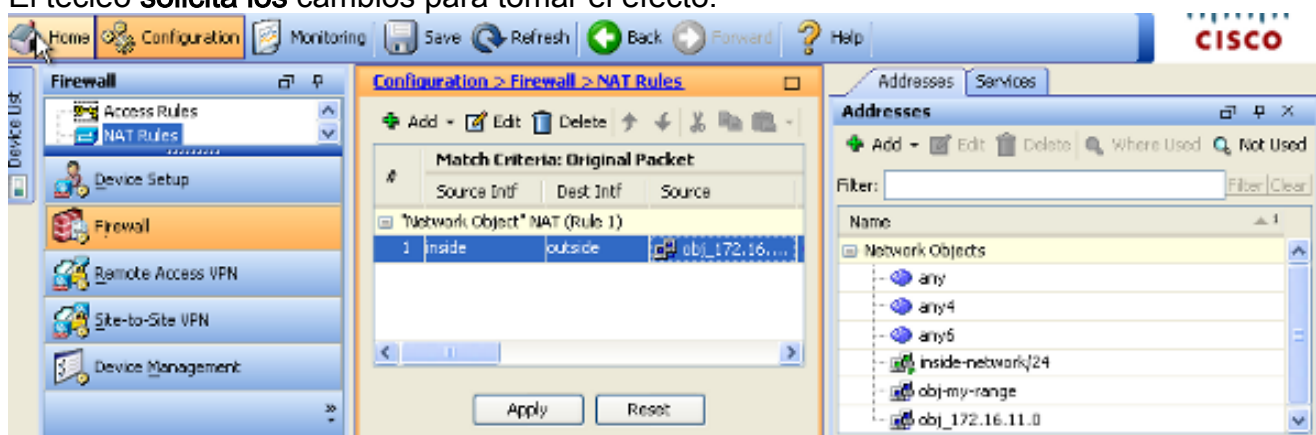 El tecleo solicita los cambios para tomar el efecto.
Home Configuration Monitoring Save Refresh Back Forward Help
CISCO
Device List
Firewall
Access Rules
NAT Rules
Device Setup
Firewall
Remote Access VPN
Site-to-Site VPN
Device Management
Configuration > Firewall > NAT Rules
Add Edit Delete
Match Criteria: Original Packet
# Source Intf Dest Intf Source
"Network Object" NAT (Rule 1)
1 inside outside obj_172.16....
Apply Reset
Addresses Services
Addresses
Add Edit Delete Where Used Not Used
Filter: Filter Clear
Name 1
Network Objects
any
any4
any6
inside-network/24
obj-my-range
obj_172.16.11.0